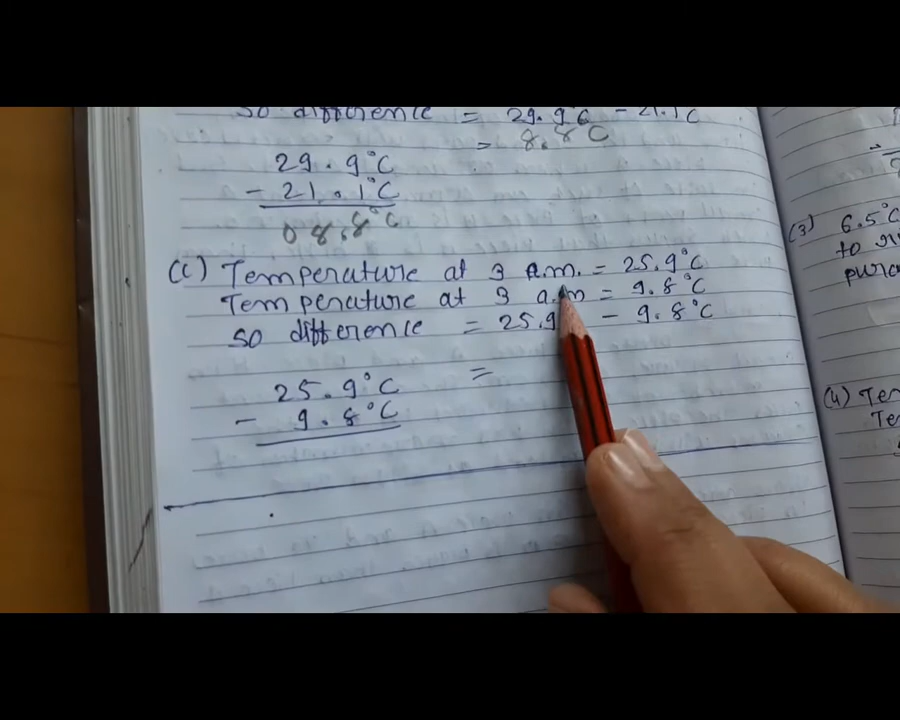 So difference = 29.9°C - 21.1°C
= 8.8°C
29.9°C
- 21.1°C
08.8°C
(c) Temperature at 3 a.m. = 25.9°C
Temperature at 3 a.m = 9.8°C
So difference = 25.9 - 9.8°C
=
25.9°C
- 9.8°C
(3) 6.5°C
to
(4)